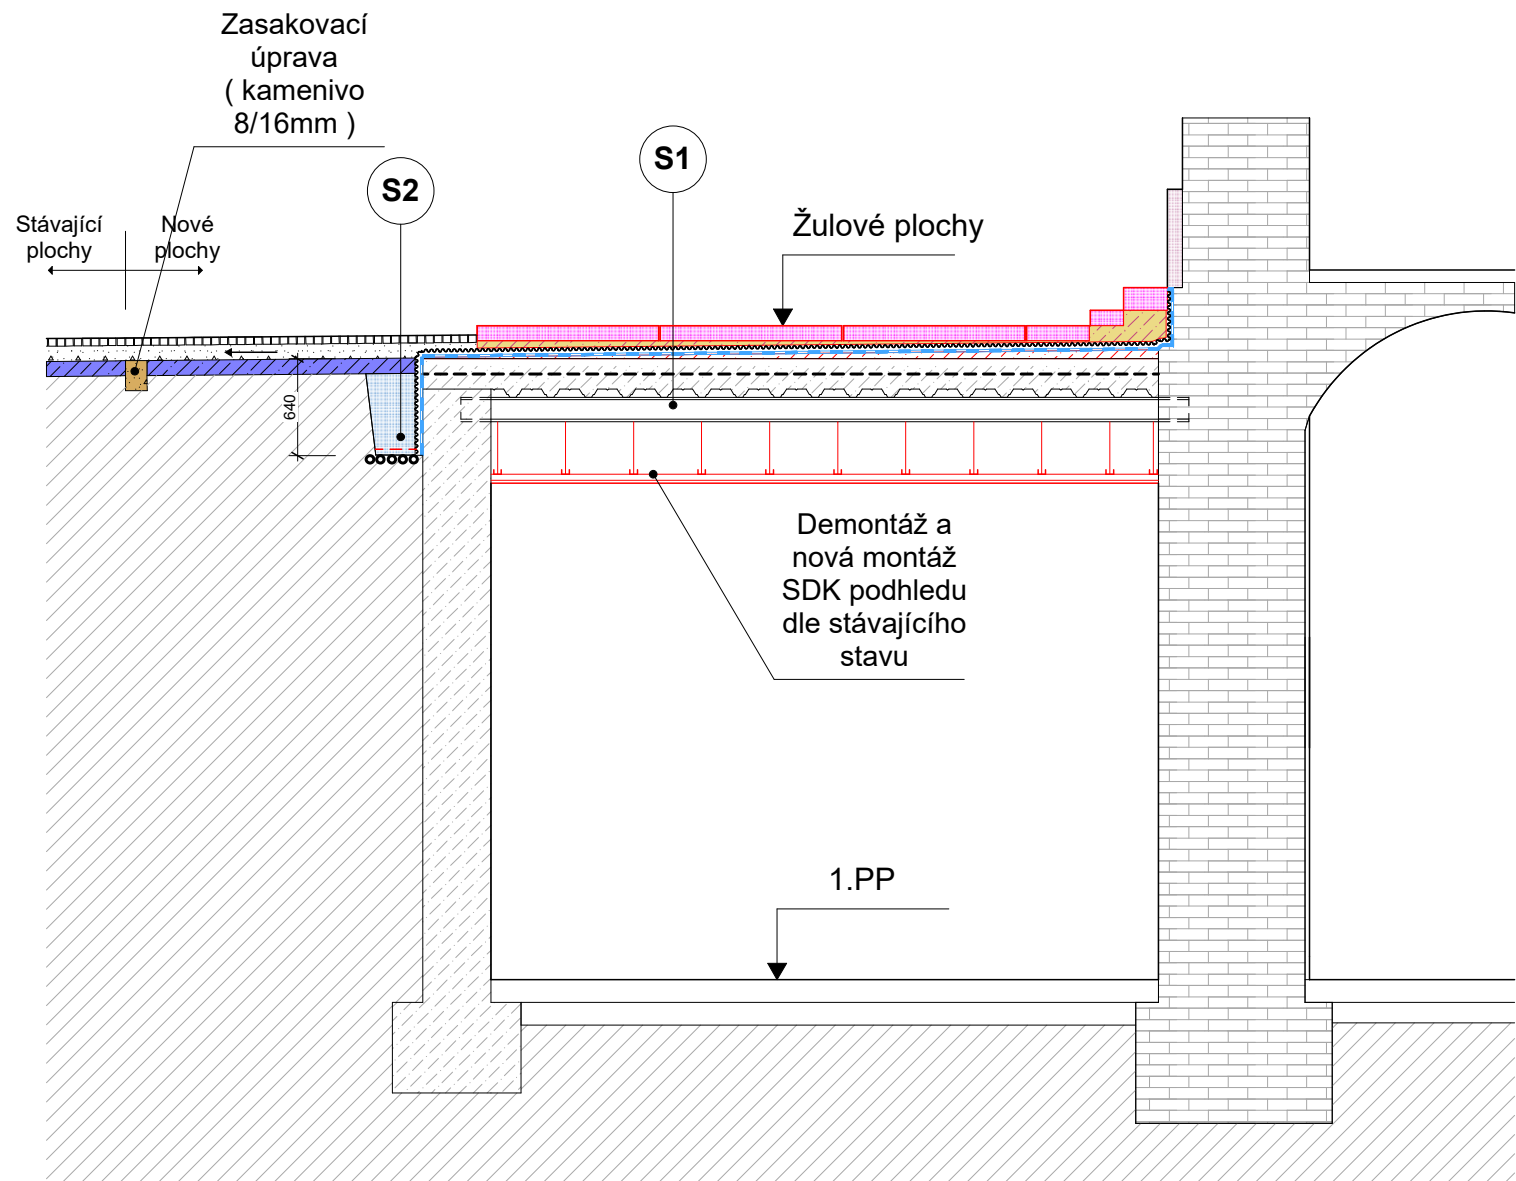 Zasakovací
úprava
( kamenivo
8/16mm )
S2
S1
Stávající
plochy
Nové
plochy
Žulové plochy
640
Demontáž a
nová montáž
SDK podhledu
dle stávajícího
stavu
1.PP